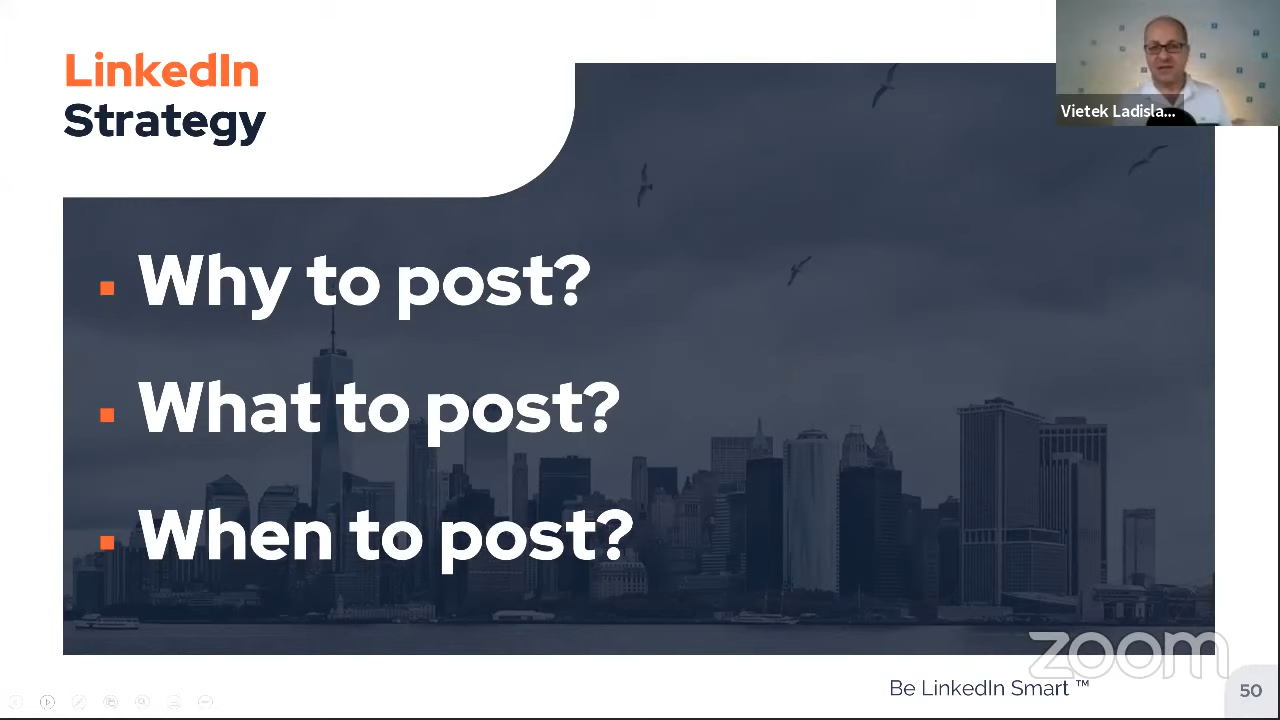 LinkedIn
Strategy
Vietek Ladisla...
Why to post?
What to post?
When to post?
zoom
Be LinkedIn Smart ™
50